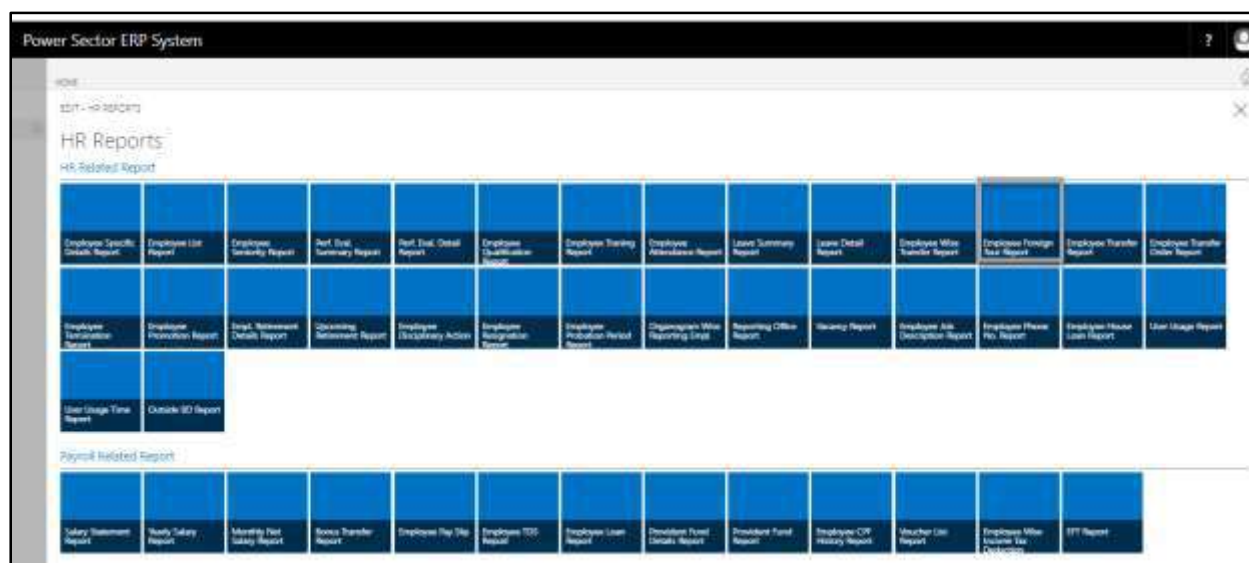 Power Sector ERP System ?
HOME
EDIT - HR REPORTS
HR Reports
HR Related Report
Employee Specific Details Report
Employee List Report
Employee Seniority Report
Perf. Eval. Summary Report
Perf. Eval. Detail Report
Employee Qualification Report
Employee Traning Report
Employee Attendance Report
Leave Summary Report
Leave Detail Report
Employee Wise Transfer Report
Employee Foreign Tour Report
Employee Transfer Report
Employee Transfer Order Report
Employee Termination Report
Employee Promotion Report
Empl. Retirement Details Report
Upcoming Retirement Report
Employee Disciplinary Action
Employee Resignation Report
Employee Probation Period Report
Organogram Wise Reporting Empl.
Reporting Office Report
Vacancy Report
Employee Job Description Report
Employee Phone No. Report
Employee House Loan Report
User Usage Report
User Usage Time Report
Outside BD Report
Payroll Related Report
Salary Statement Report
Yearly Salary Report
Monthly Net Salary Report
Bonus Transfer Report
Employee Pay Slip
Employee TDS Report
Employee Loan Report
Provident Fund Details Report
Provident Fund Report
Employee CPF History Report
Voucher List Report
Employee Wise Income Tax Deduction
EFT Report